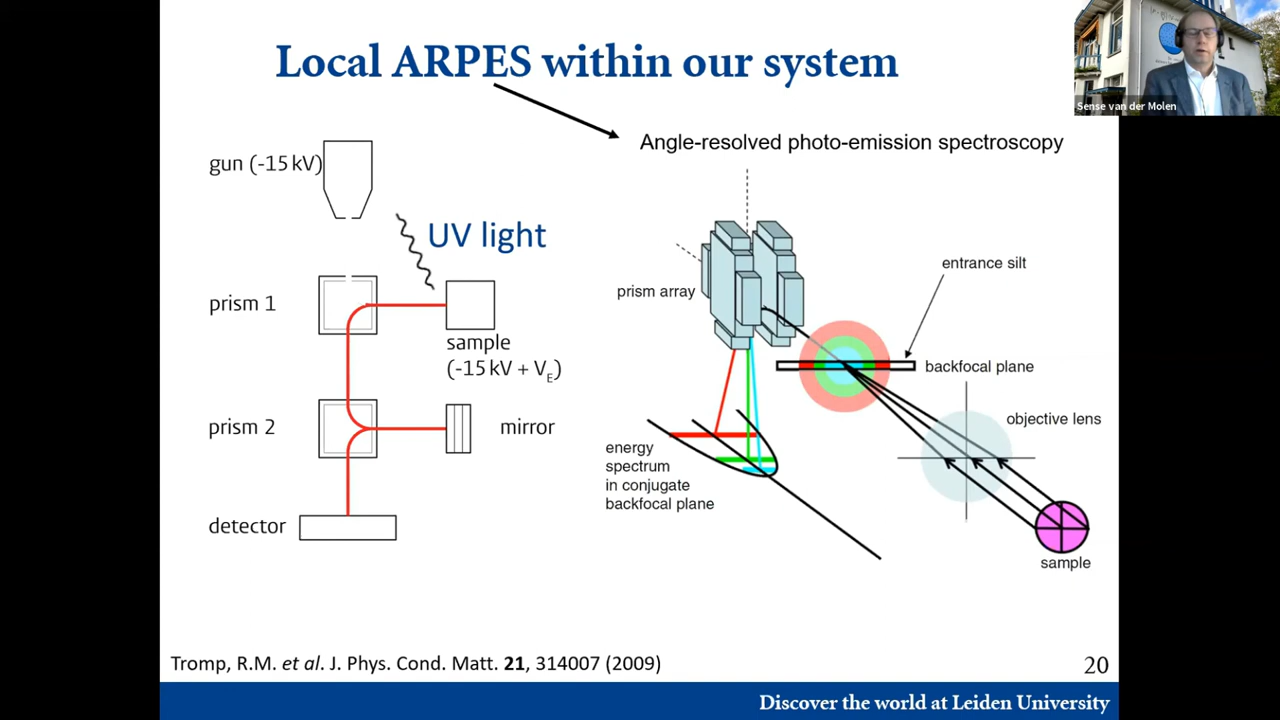 Local ARPES within our system
Sense van der Molen
Angle-resolved photo-emission spectroscopy
gun (-15 kV)
UV light
prism 1
sample
(-15 kV + VE)
prism 2
mirror
detector
prism array
entrance silt
backfocal plane
objective lens
energy
spectrum
in conjugate
backfocal plane
sample
Tromp, R.M. et al. J. Phys. Cond. Matt. 21, 314007 (2009)
20
Discover the world at Leiden University